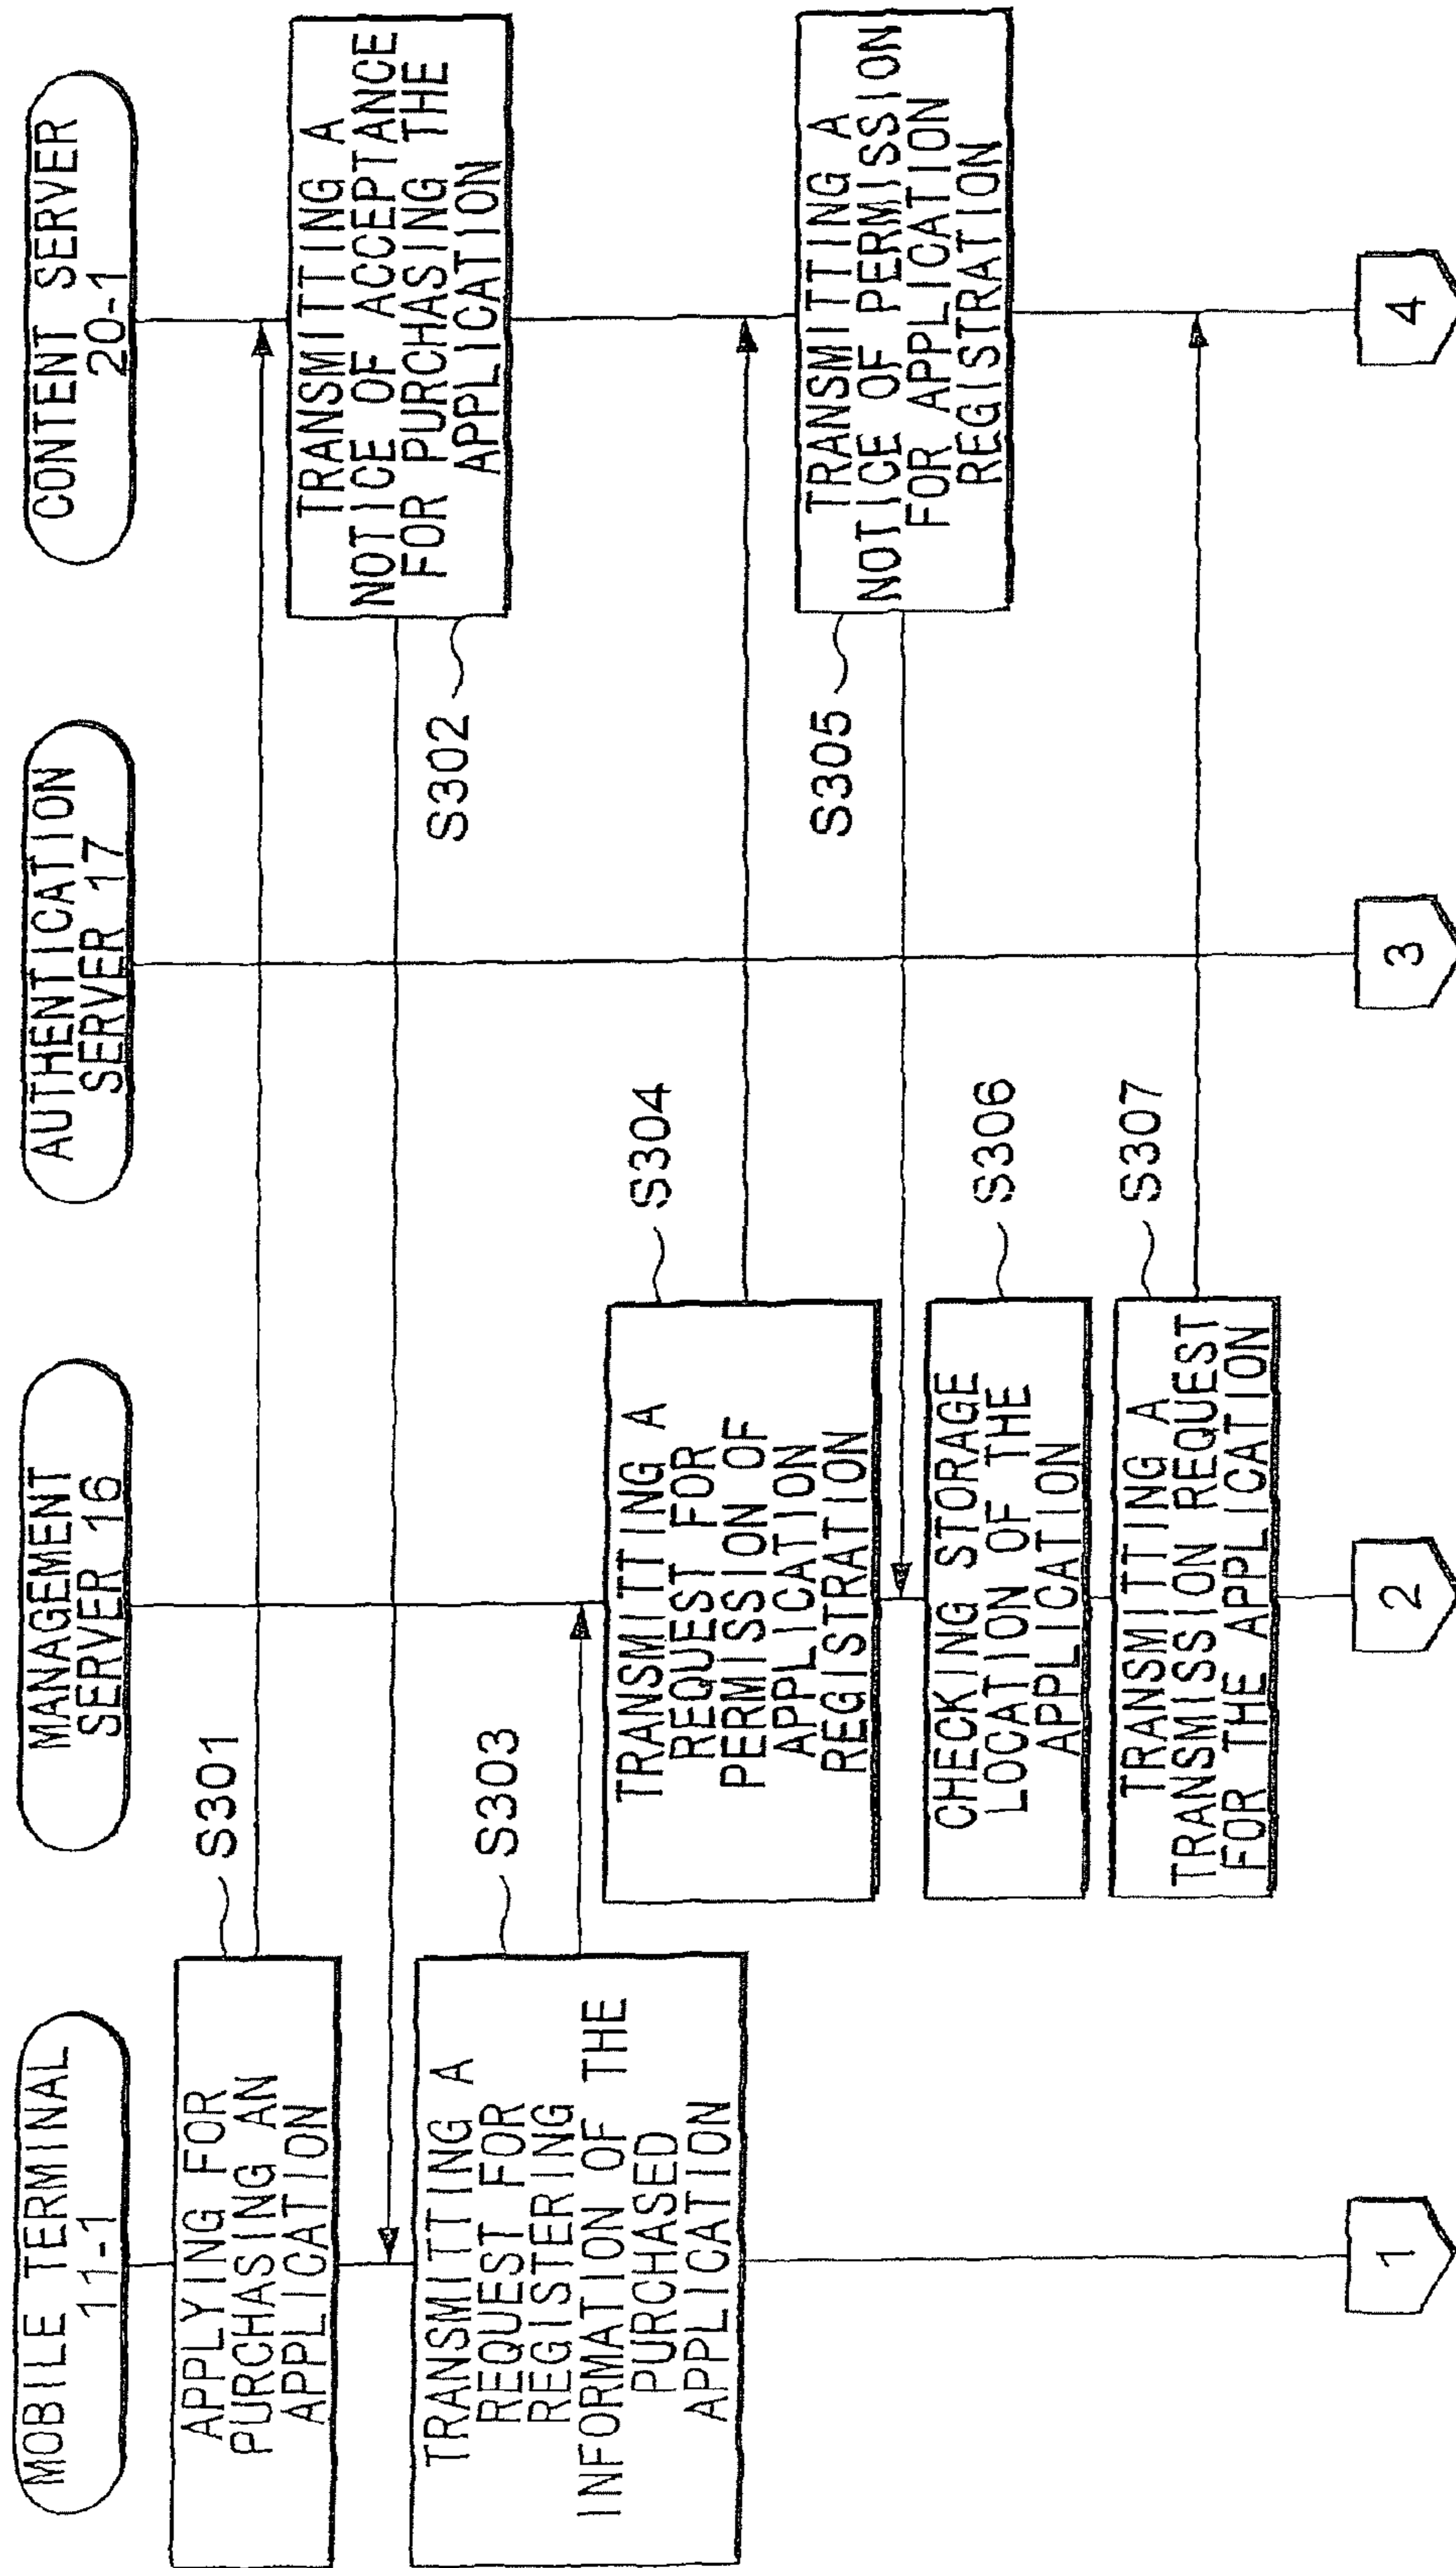 MOBILE TERMINAL
11-1
MANAGEMENT
SERVER 16
AUTHENTICATION
SERVER 17
CONTENT SERVER
20-1
APPLYING FOR
PURCHASING AN
APPLICATION
S301
TRANSMITTING A
NOTICE OF ACCEPTANCE
FOR PURCHASING THE
APPLICATION
S302
TRANSMITTING A
REQUEST FOR
REGISTERING
INFORMATION OF THE
PURCHASED
APPLICATION
S303
TRANSMITTING A
REQUEST FOR
PERMISSION OF
APPLICATION
REGISTRATION
S304
TRANSMITTING A
NOTICE OF PERMISSION
FOR APPLICATION
REGISTRATION
S305
CHECKING STORAGE
LOCATION OF THE
APPLICATION
S306
TRANSMITTING A
TRANSMISSION REQUEST
FOR THE APPLICATION
S307
1
2
3
4